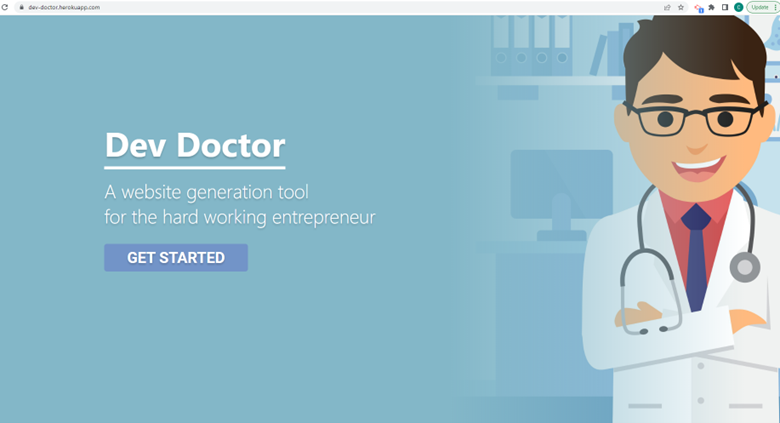 dev-doctor.herokuapp.com
C
Update
Dev Doctor
A website generation tool
for the hard working entrepreneur
GET STARTED